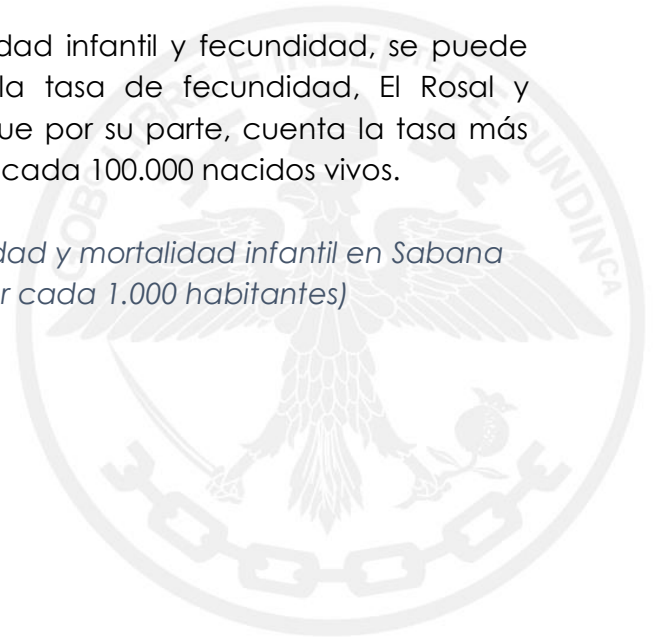 dad infantil y fecundidad, se puede
la tasa de fecundidad, El Rosal y
ue por su parte, cuenta la tasa más
cada 100.000 nacidos vivos.
dad y mortalidad infantil en Sabana
r cada 1.000 habitantes)